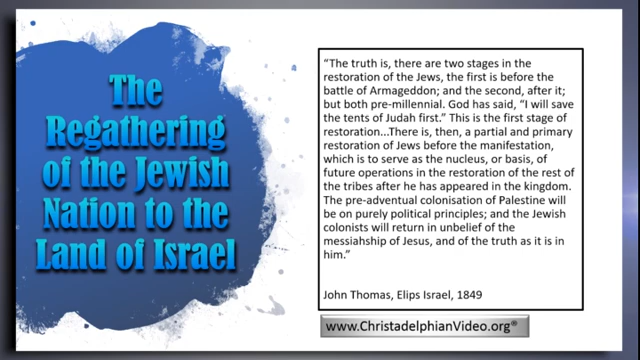 The
Regathering
of the Jewish
Nation to the
Land of Israel
“The truth is, there are two stages in the
restoration of the Jews, the first is before the
battle of Armageddon; and the second, after it;
but both pre-millennial. God has said, “I will save
the tents of Judah first.” This is the first stage of
restoration...There is, then, a partial and primary
restoration of Jews before the manifestation,
which is to serve as the nucleus, or basis, of
future operations in the restoration of the rest of
the tribes after he has appeared in the kingdom.
The pre-adventual colonisation of Palestine will
be on purely political principles; and the Jewish
colonists will return in unbelief of the
messiahship of Jesus, and of the truth as it is in
him.”
John Thomas, Elips Israel, 1849
www.ChristadelphianVideo.org®